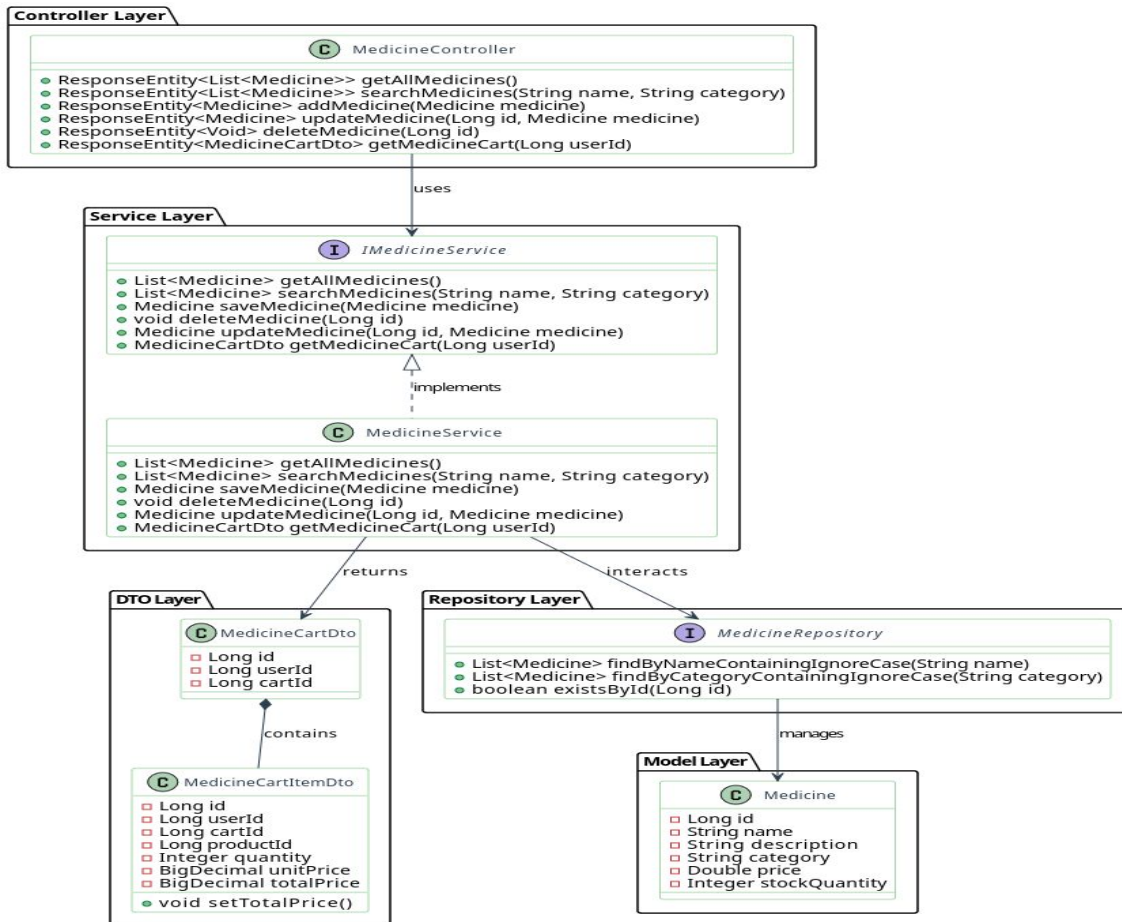 Controller Layer
C MedicineController
ResponseEntity<List<Medicine>> getAllMedicines()
ResponseEntity<List<Medicine>> searchMedicines(String name, String category)
ResponseEntity<Medicine> addMedicine(Medicine medicine)
ResponseEntity<Medicine> updateMedicine(Long id, Medicine medicine)
ResponseEntity<Void> deleteMedicine(Long id)
ResponseEntity<MedicineCartDto> getMedicineCart(Long userId)
uses
Service Layer
I IMedicineService
List<Medicine> getAllMedicines()
List<Medicine> searchMedicines(String name, String category)
Medicine saveMedicine(Medicine medicine)
void deleteMedicine(Long id)
Medicine updateMedicine(Long id, Medicine medicine)
MedicineCartDto getMedicineCart(Long userId)
implements
C MedicineService
List<Medicine> getAllMedicines()
List<Medicine> searchMedicines(String name, String category)
Medicine saveMedicine(Medicine medicine)
void deleteMedicine(Long id)
Medicine updateMedicine(Long id, Medicine medicine)
MedicineCartDto getMedicineCart(Long userId)
returns
interacts
DTO Layer
C MedicineCartDto
Long id
Long userId
Long cartId
contains
C MedicineCartItemDto
Long id
Long userId
Long cartId
Long productId
Integer quantity
BigDecimal unitPrice
BigDecimal totalPrice
void setTotalPrice()
Repository Layer
I MedicineRepository
List<Medicine> findByNameContainingIgnoreCase(String name)
List<Medicine> findByCategoryContainingIgnoreCase(String category)
boolean existsById(Long id)
manages
Model Layer
C Medicine
Long id
String name
String description
String category
Double price
Integer stockQuantity